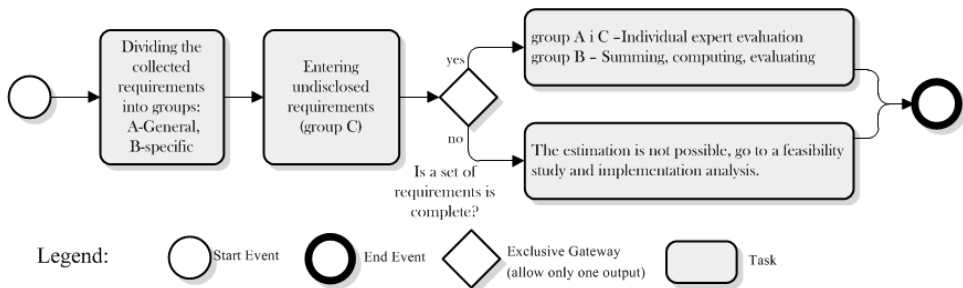 Dividing the
collected
requirements
into groups:
A-General,
B-specific
Entering
undisclosed
requirements
(group C)
yes
no
Is a set of
requirements is
complete?
group A i C –Individual expert evaluation
group B – Summing, computing, evaluating
The estimation is not possible, go to a feasibility
study and implementation analysis.
Legend:
Start Event
End Event
Exclusive Gateway
(allow only one output)
Task